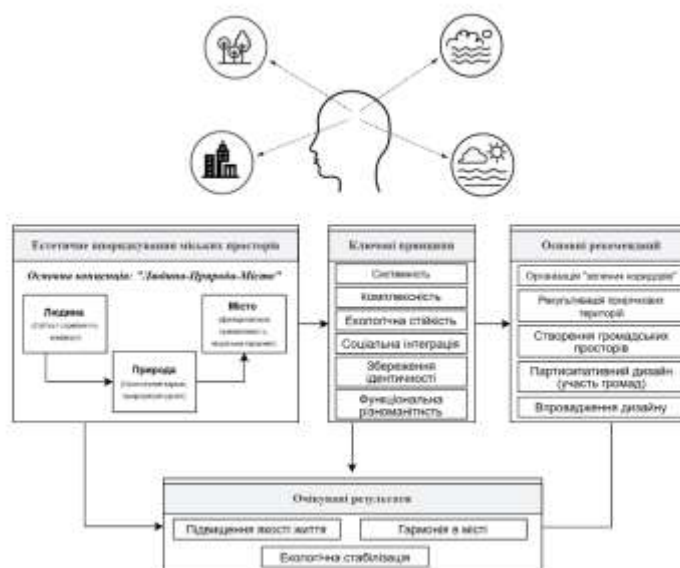 Естетичне впорядкування міських просторів
Основна концепція: "Людина-Природа-Місто"
Людина
Природа
Місто
Ключові принципи
Системність
Комплексність
Екологічна стійкість
Соціальна інтеграція
Збереження
ідентичності
Функціональна
різноманітність
Основні рекомендації
Організація "зелених коридорів"
територій
Створення громадських
просторів
Партисипативний дизайн
(участь громад)
Впровадження дизайну
Очікувані результати
Підвищення якості життя
Гармонія в місті
Екологічна стабілізація